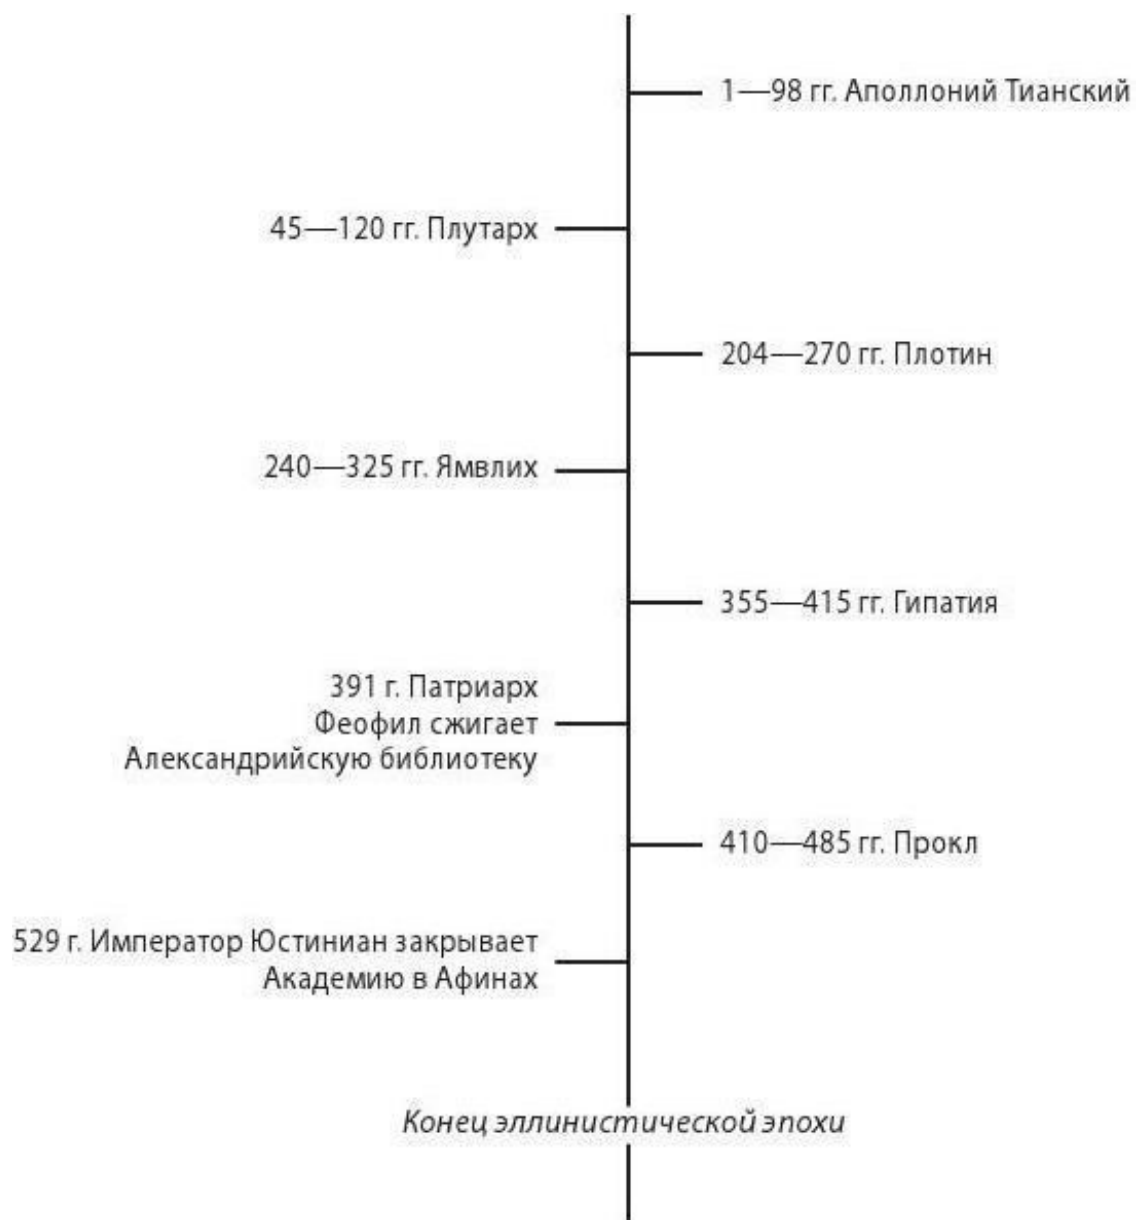 1—98 гг. Аполлоний Тианский
45—120 гг. Плутарх
204—270 гг. Плотин
240—325 гг. Ямвлих
355—415 гг. Гипатия
391 г. Патриарх
Феофил сжигает
Александрийскую библиотеку
410—485 гг. Прокл
529 г. Император Юстиниан закрывает
Академию в Афинах
Конец эллинистической эпохи